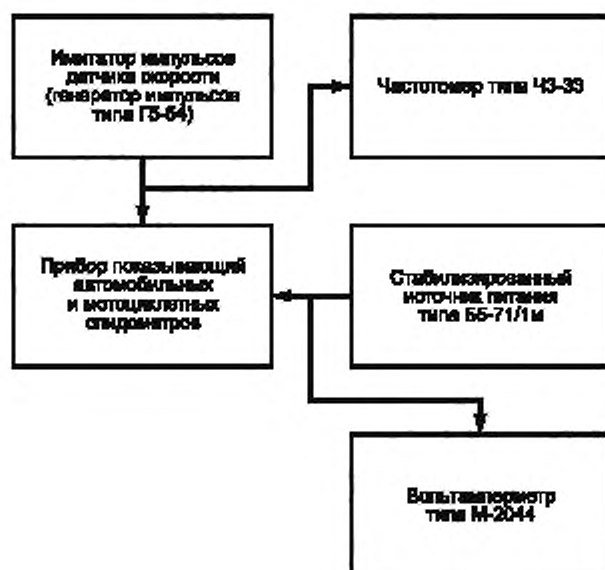 Имитатор импульсов
датчика скорости
(генератор импульсов
типа Г5-54)
Частотомер типа Ч3-33
Прибор показывающий
автомобильных
и мотоциклетных
спидометров
Стабилизированный
источник питания
типа Б5-71/1м
Вольтамперметр
типа М-2044